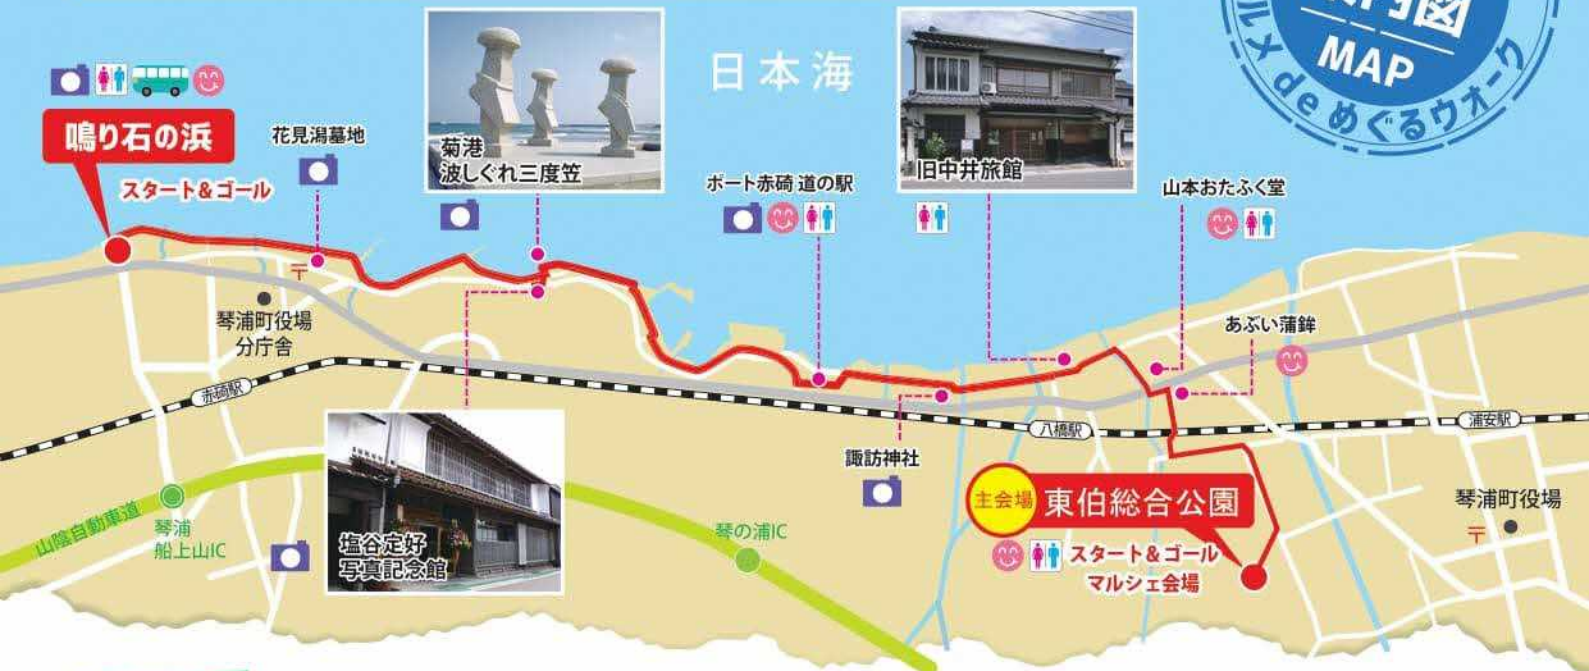 内図
MAP
ルメdeめぐるウォーク
日本海
鳴り石の浜
スタート&ゴール
花見潟墓地
菊港
波しぐれ三度笠
ポート赤碕 道の駅
旧中井旅館
山本おたふく堂
あぶい蒲鉾
琴浦町役場
分庁舎
赤碕駅
八橋駅
浦安駅
諏訪神社
主会場
東伯総合公園
スタート&ゴール
マルシェ会場
琴浦町役場
山陰自動車道
琴浦
船上山IC
塩谷定好
写真記念館
琴の浦IC